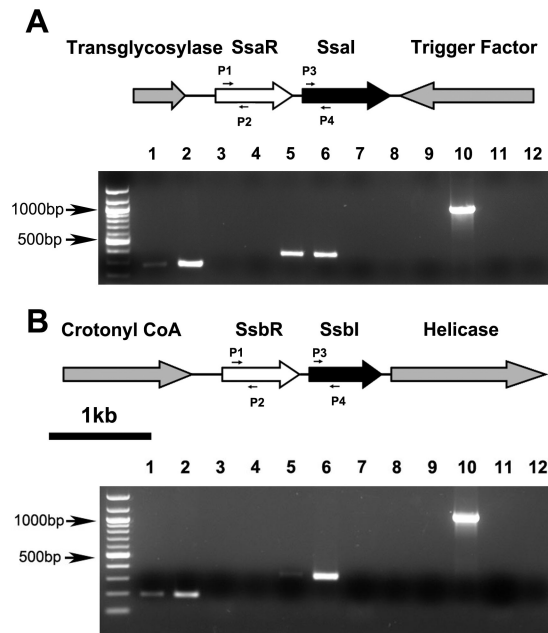 A
Transglycosylase SsaR SsaI Trigger Factor
P1 P3
P2 P4
1 2 3 4 5 6 7 8 9 10 11 12
1000bp
500bp
B
Crotonyl CoA SsbR SsbI Helicase
P1 P3
P2 P4
1kb
1 2 3 4 5 6 7 8 9 10 11 12
1000bp
500bp